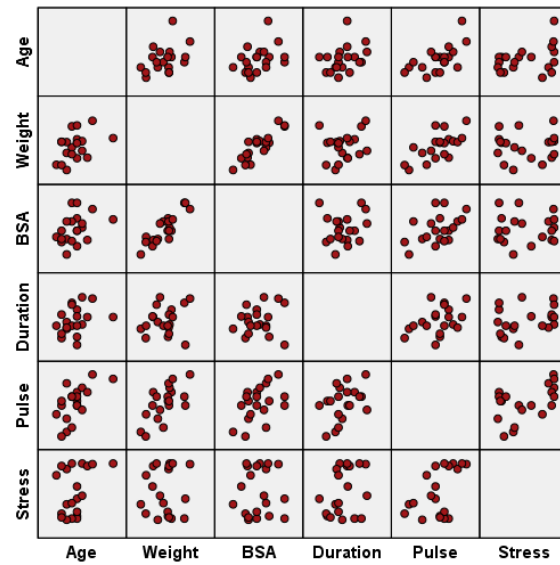 Age
Weight
BSA
Duration
Pulse
Stress
Age Weight BSA Duration Pulse Stress